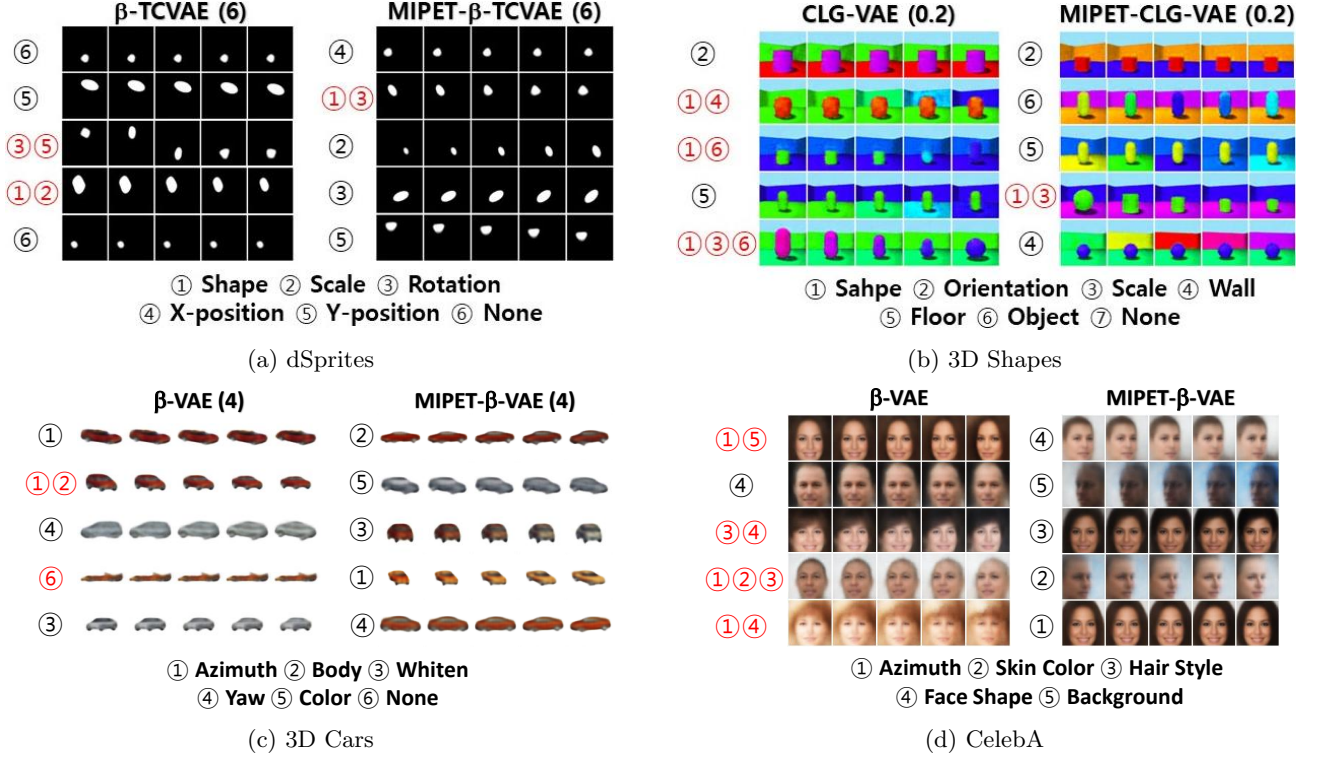 β-TCVAE (6) MIPET-β-TCVAE (6)
⑥ ④
⑤ ①③
③⑤ ②
①② ③
⑥ ⑤
① Shape ② Scale ③ Rotation
④ X-position ⑤ Y-position ⑥ None
(a) dSprites
CLG-VAE (0.2) MIPET-CLG-VAE (0.2)
② ②
①④ ⑥
①⑥ ⑤
⑤ ①③
①③⑥ ④
① Sahpe ② Orientation ③ Scale ④ Wall
⑤ Floor ⑥ Object ⑦ None
(b) 3D Shapes
β-VAE (4) MIPET-β-VAE (4)
① ②
①② ⑤
④ ③
⑥ ①
③ ④
① Azimuth ② Body ③ Whiten
④ Yaw ⑤ Color ⑥ None
(c) 3D Cars
β-VAE MIPET-β-VAE
①⑤ ④
④ ⑤
③④ ③
①②③ ②
①④ ①
① Azimuth ② Skin Color ③ Hair Style
④ Face Shape ⑤ Background
(d) CelebA